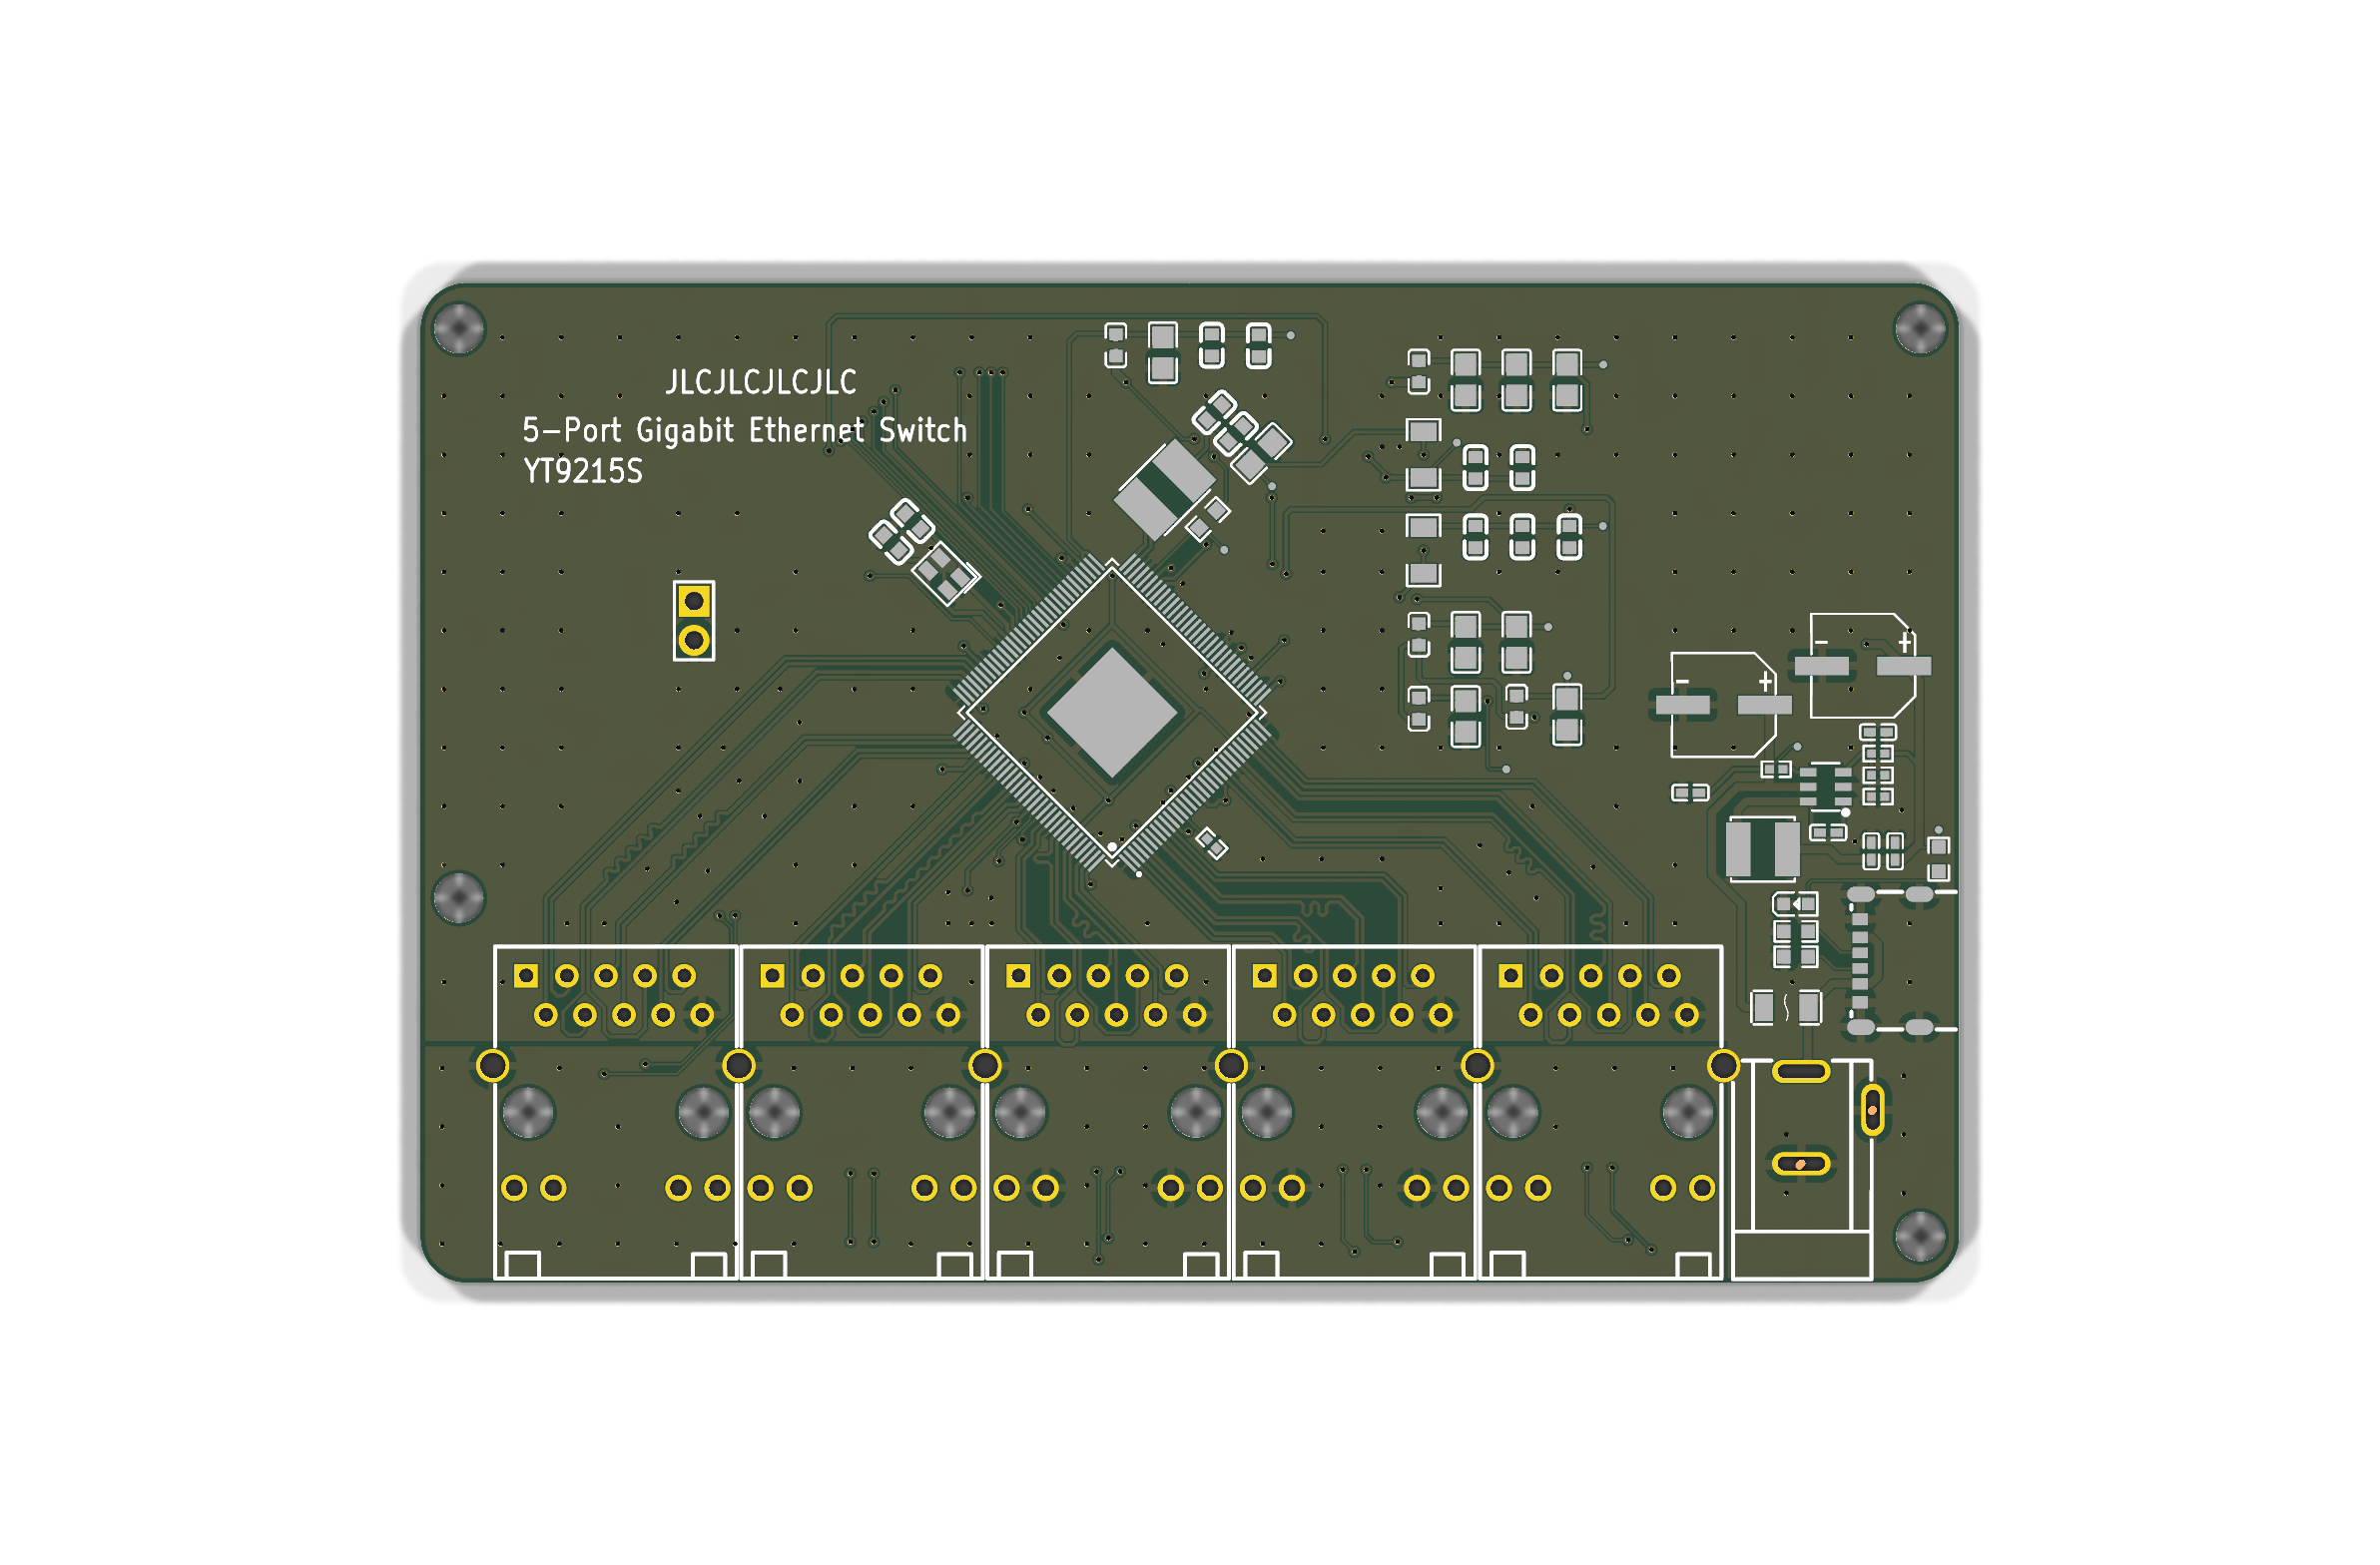 JLCJLCJLCJLC
5-Port Gigabit Ethernet Switch
YT9215S
- +
- +